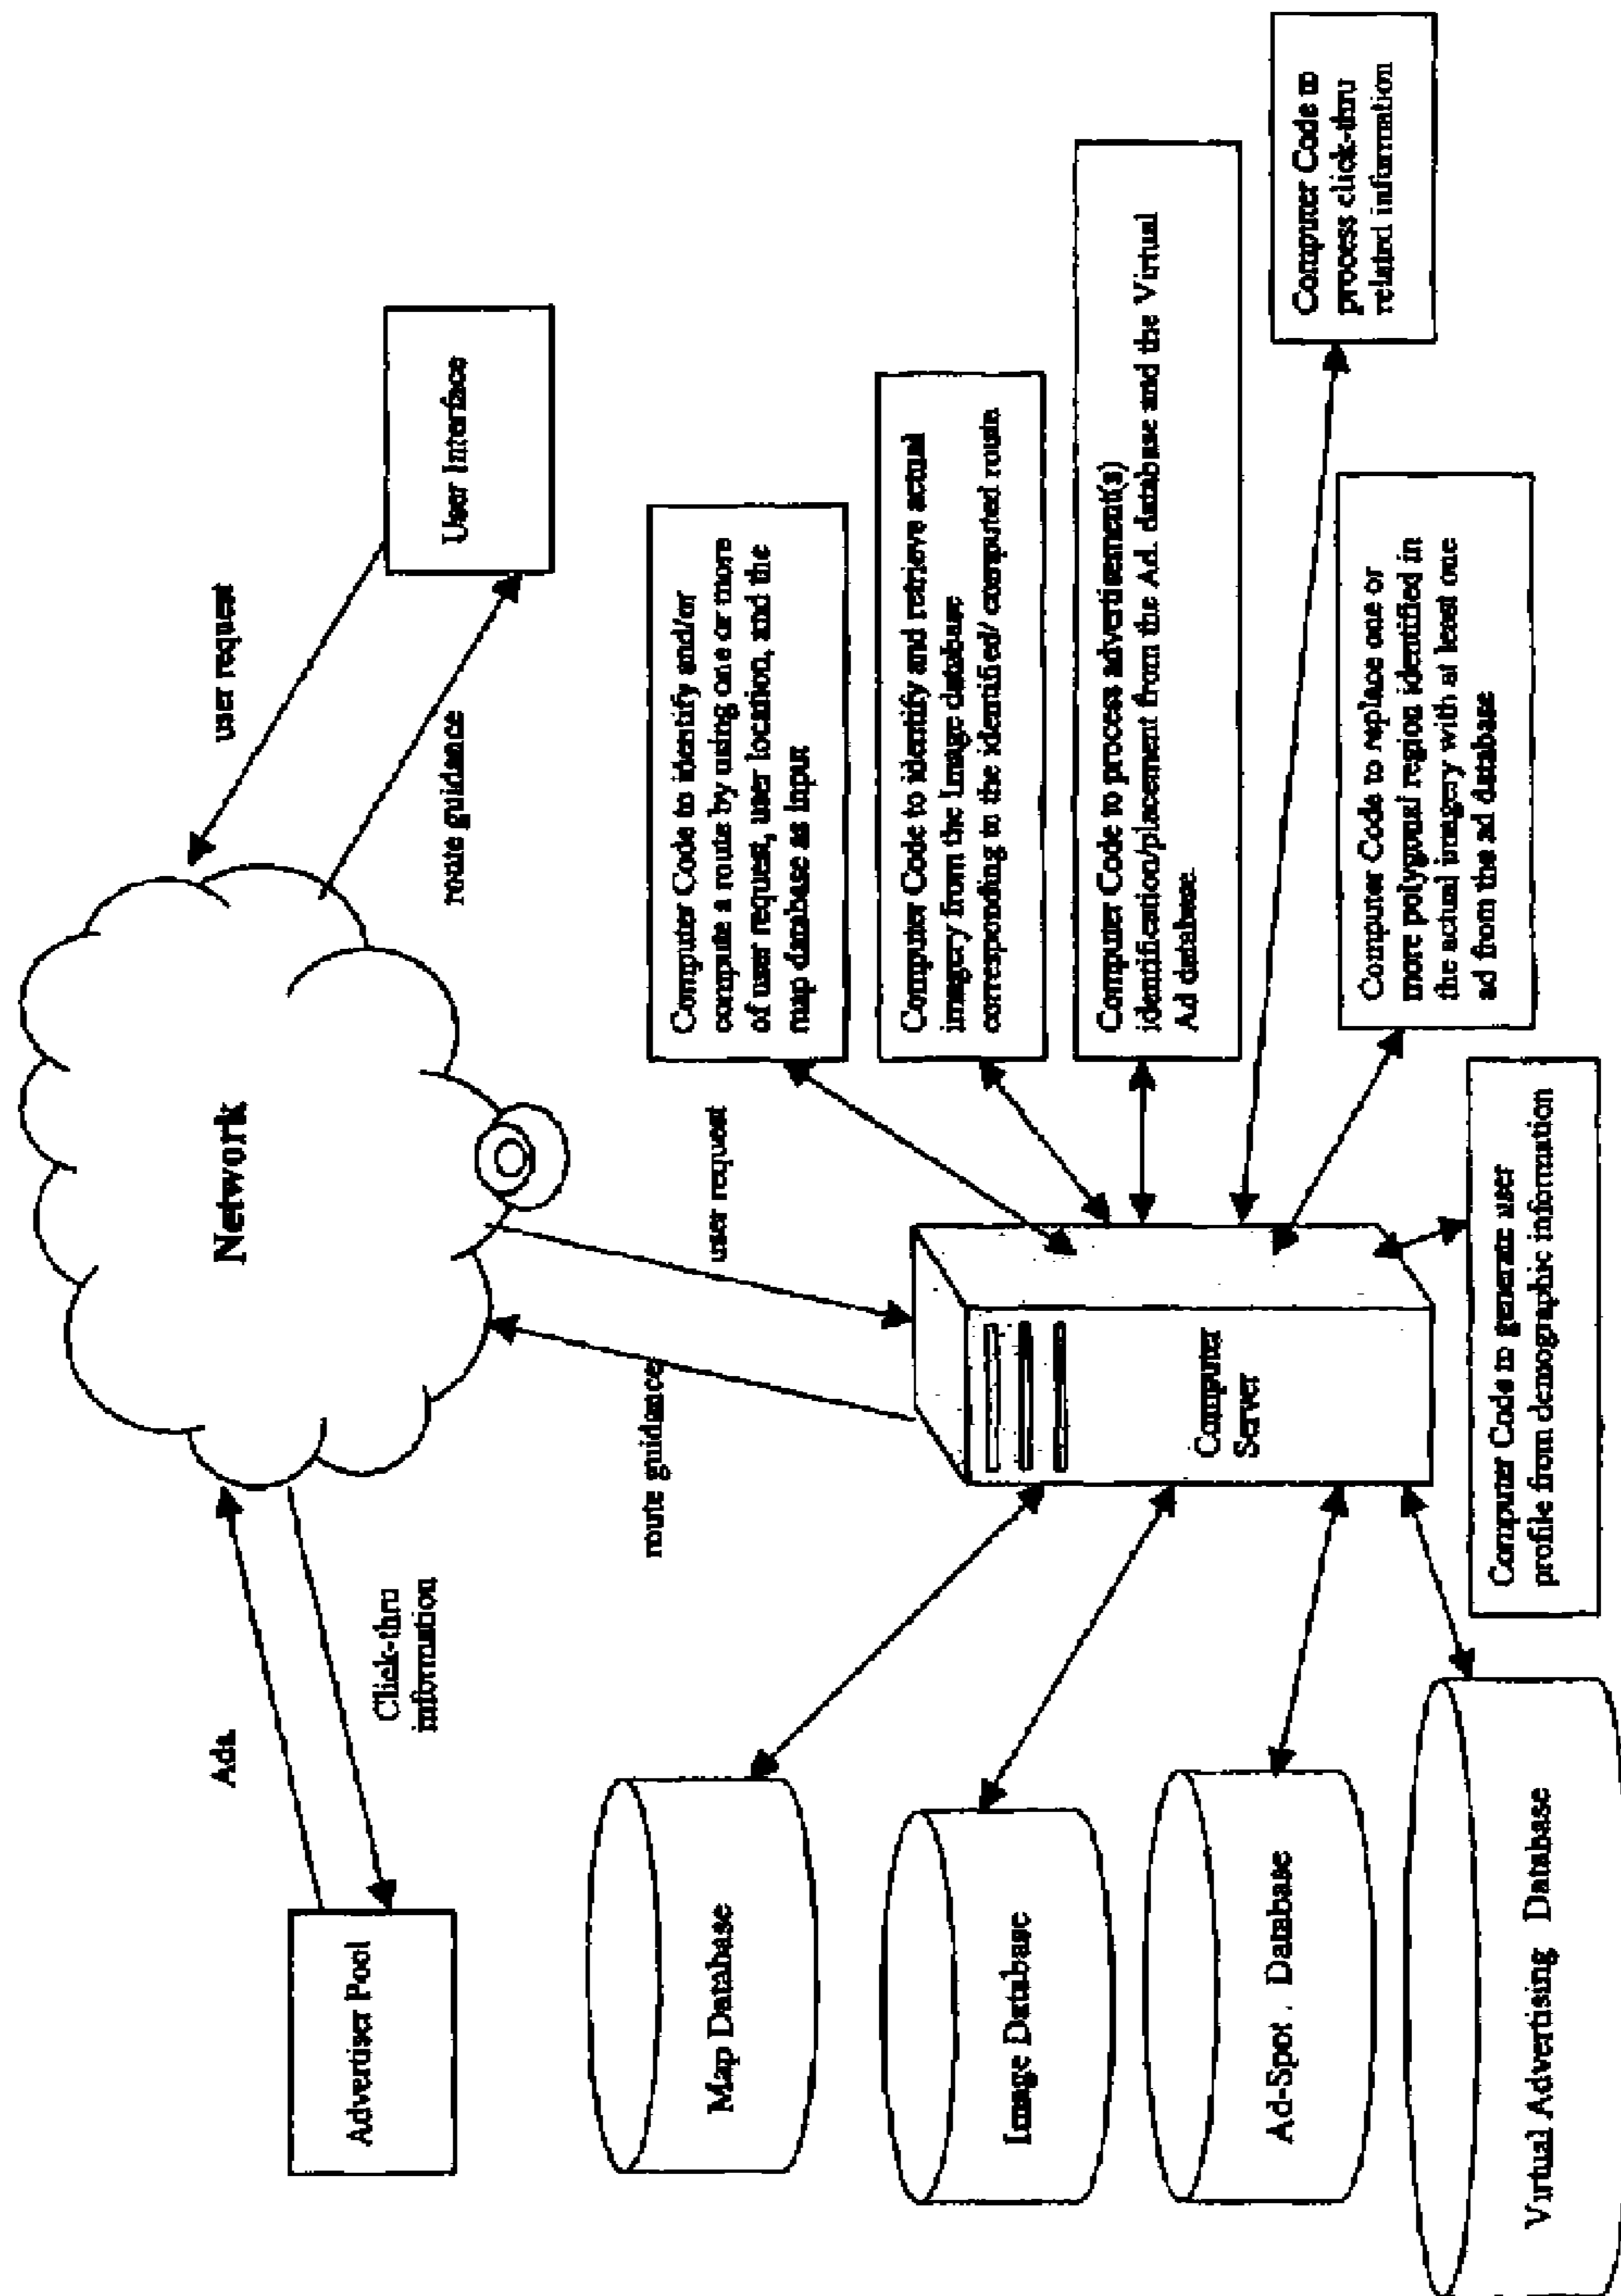 Network
Ads
Click-thru
information
Advertiser Pool
user request
route guidance
User Interface
route guidance
user request
Map Database
Image Database
Ad-Spot . Database
Virtual Advertising Database
Computer
Server
Computer Code to identify and/or
compute a route by using one or more
of user request, user location, and the
map database as input
Computer Code to identify and retrieve actual
imagery from the Image database
corresponding to the identified/ computed route
Computer Code to process advertisement(s)
identification/placement from the Ad. database and the Virtual
Ad database
Computer Code to
process click-thru
related information
Computer Code to replace one or
more polygonal region identified in
the actual imagery with at least one
ad from the ad database
Computer Code to generate user
profile from demographic information